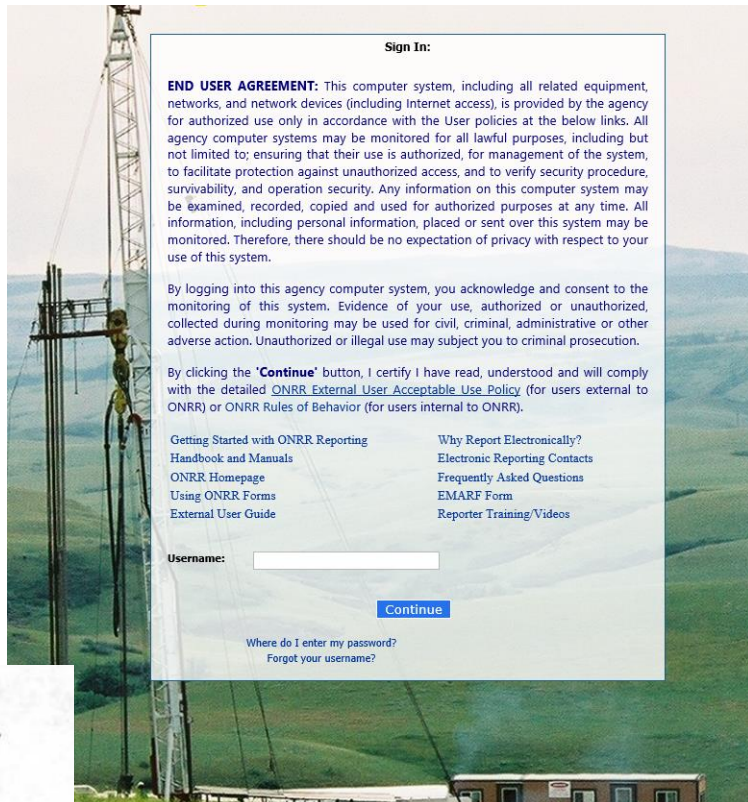 Sign In:
END USER AGREEMENT: This computer system, including all related equipment,
networks, and network devices (including Internet access), is provided by the agency
for authorized use only in accordance with the User policies at the below links. All
agency computer systems may be monitored for all lawful purposes, including but
not limited to; ensuring that their use is authorized, for management of the system,
to facilitate protection against unauthorized access, and to verify security procedure,
survivability, and operation security. Any information on this computer system may
be examined, recorded, copied and used for authorized purposes at any time. All
information, including personal information, placed or sent over this system may be
monitored. Therefore, there should be no expectation of privacy with respect to your
use of this system.
By logging into this agency computer system, you acknowledge and consent to the
monitoring of this system. Evidence of your use, authorized or unauthorized,
collected during monitoring may be used for civil, criminal, administrative or other
adverse action. Unauthorized or illegal use may subject you to criminal prosecution.
By clicking the 'Continue' button, I certify I have read, understood and will comply
with the detailed ONRR External User Acceptable Use Policy (for users external to
ONRR) or ONRR Rules of Behavior (for users internal to ONRR).
Getting Started with ONRR Reporting
Handbook and Manuals
ONRR Homepage
Using ONRR Forms
External User Guide
Why Report Electronically?
Electronic Reporting Contacts
Frequently Asked Questions
EMARF Form
Reporter Training/Videos
Username:
Continue
Where do I enter my password?
Forgot your username?